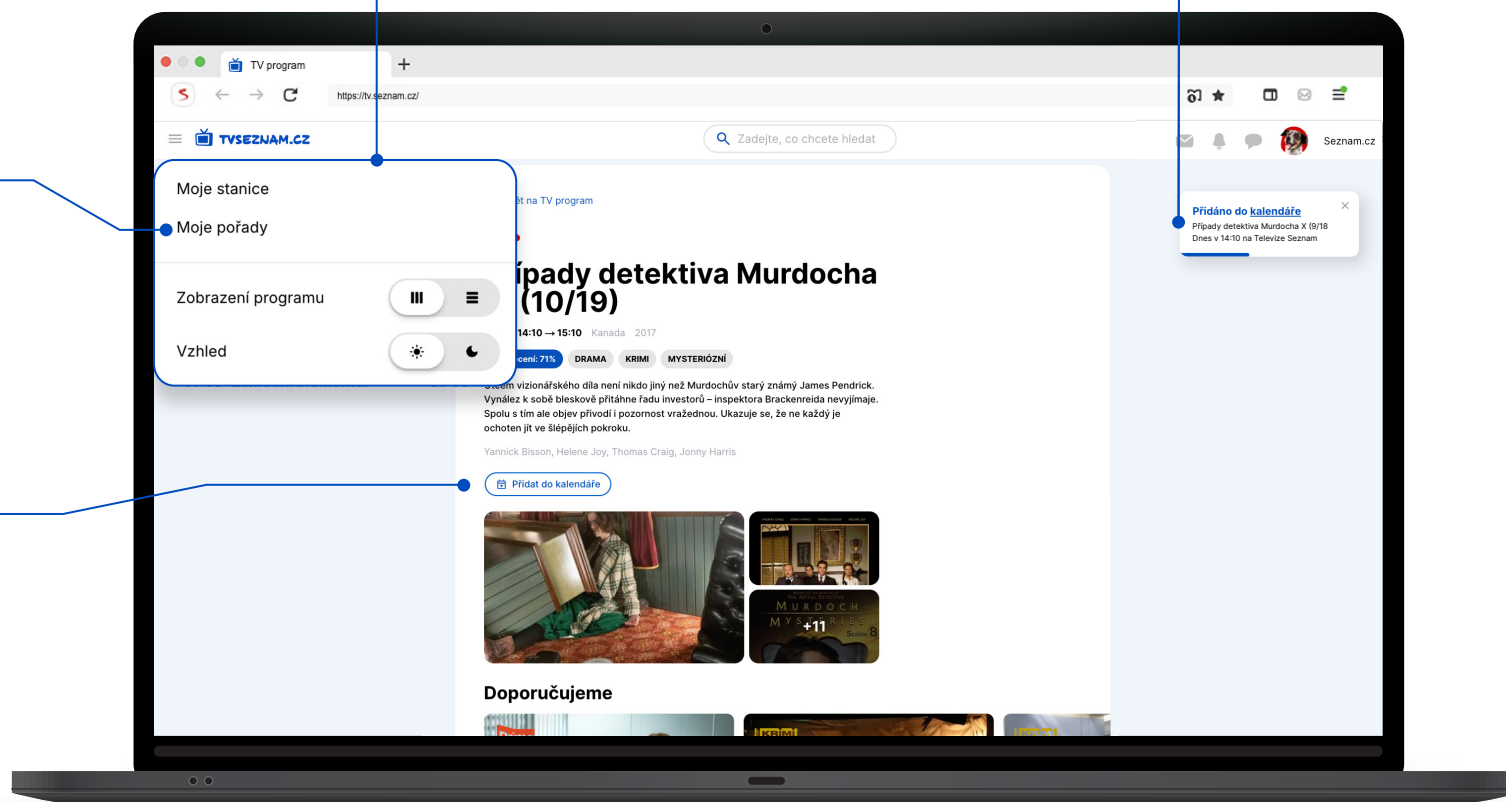 TV program
https://tv.seznam.cz/
TVSEZNAM.CZ
Zadejte, co chcete hledat
Seznam.cz
Moje stanice
Moje pořady
Zobrazení programu
Vzhled
na TV program
Přidáno do kalendáře
Případy detektiva Murdocha X (9/18
Dnes v 14:10 na Televize Seznam
ípady detektiva Murdocha
(10/19)
14:10 → 15:10 Kanada 2017
cení: 71% DRAMA KRIMI MYSTERIÓZNÍ
vizionářského díla není nikdo jiný než Murdochův starý známý James Pendrick.
Vynález k sobě bleskově přitáhne řadu investorů – inspektora Brackenreida nevyjímaje.
Spolu s tím ale objev přivodí i pozornost vražednou. Ukazuje se, že ne každý je
ochoten jít ve šlépějích pokroku.
Yannick Bisson, Helene Joy, Thomas Craig, Jonny Harris
Přidat do kalendáře
MURDOCH
MYSTERIES
+11
SEASON 8
Doporučujeme
KRIMI